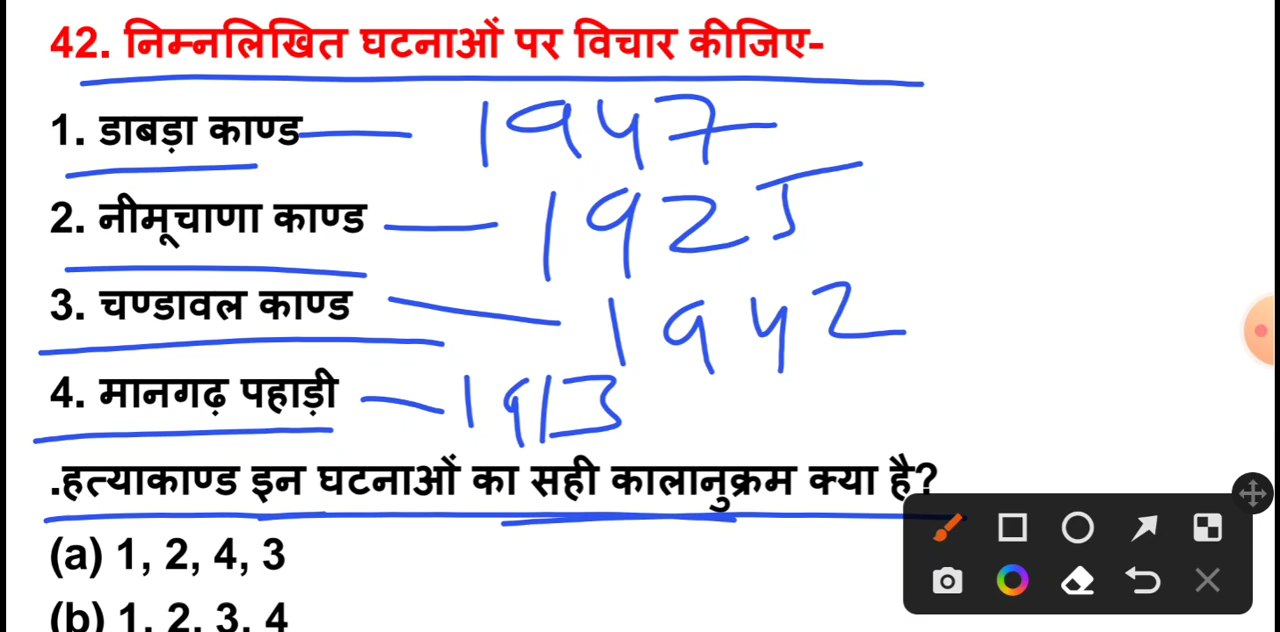 42. निम्नलिखित घटनाओं पर विचार कीजिए-
1. डाबड़ा काण्ड 1947
2. नीमूचाणा काण्ड 1925
3. चण्डावल काण्ड 1942
4. मानगढ़ पहाड़ी 1913
.हत्याकाण्ड इन घटनाओं का सही कालानुक्रम क्या है?
(a) 1, 2, 4, 3
(b) 1, 2, 3, 4